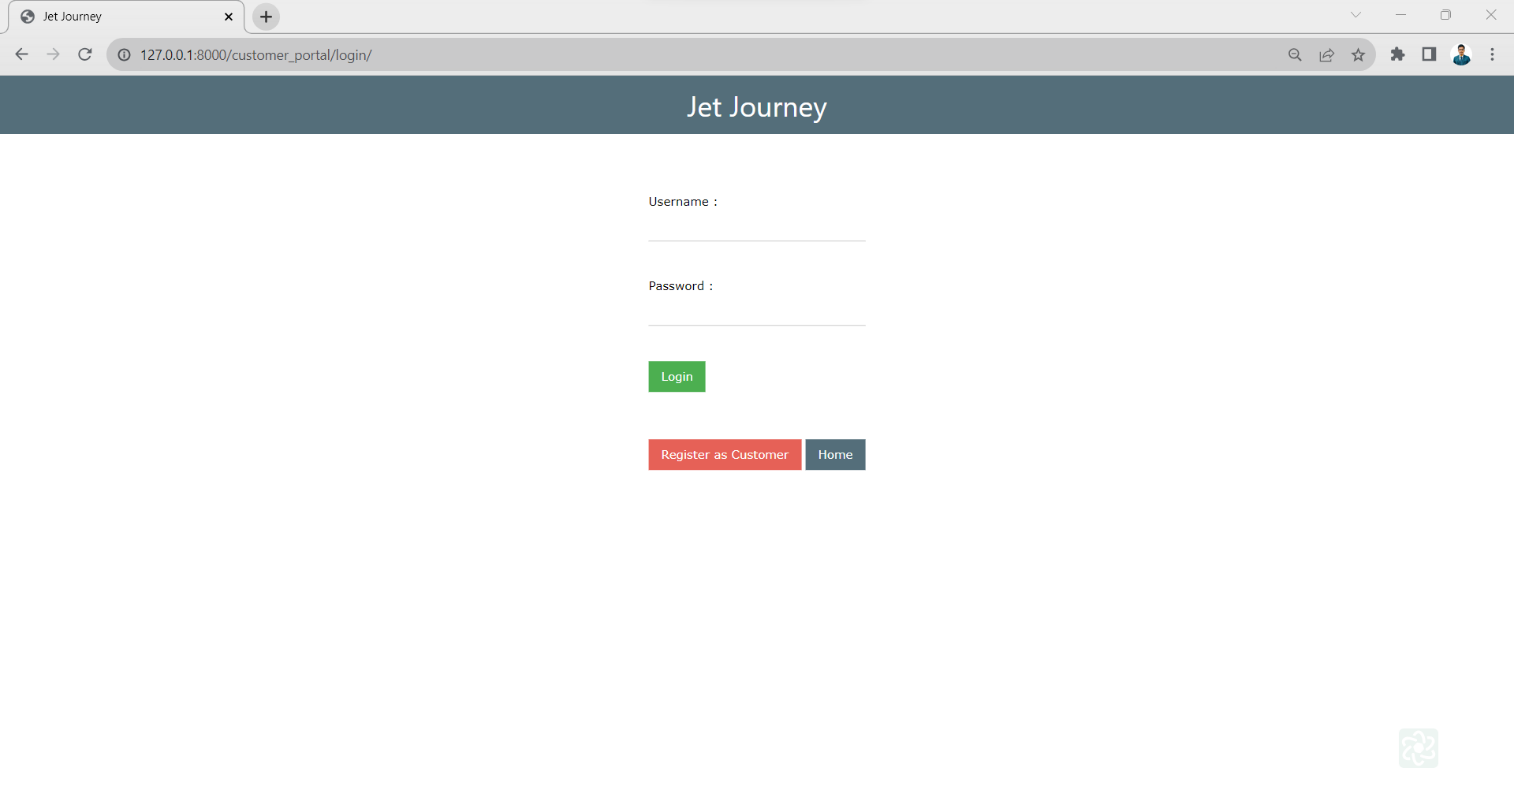 Jet Journey
127.0.0.1:8000/customer_portal/login/
Jet Journey
Username :
Password :
Login
Register as Customer Home